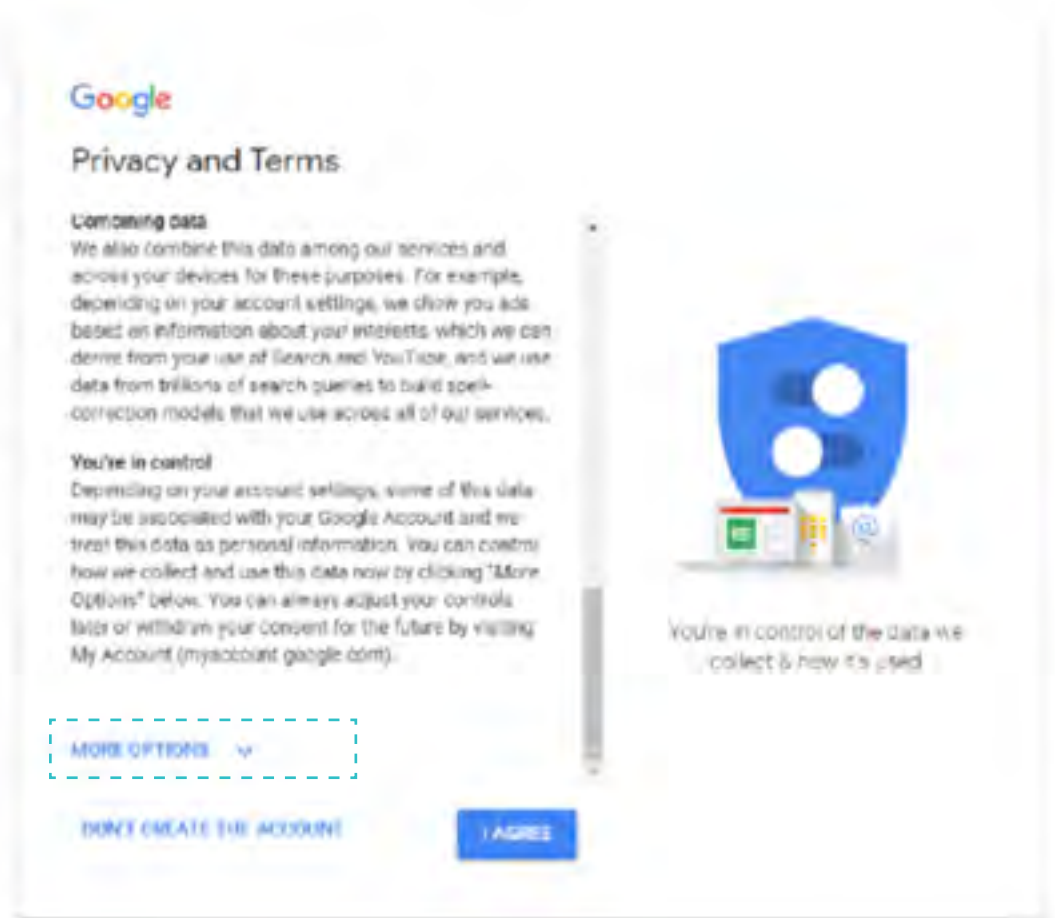 Google
Privacy and Terms
Combining data
We also combine this data among our services and
across your devices for these purposes. For example,
depending on your account settings, we show you ads
based on information about your interests, which we can
derive from your use of Search and YouTube, and we use
data from trillions of search queries to build spell-
correction models that we use across all of our services.
You're in control
Depending on your account settings, some of this data
may be associated with your Google Account and we
treat this data as personal information. You can control
how we collect and use this data now by clicking "More
Options" below. You can always adjust your controls
later or withdraw your consent for the future by visiting
My Account (myaccount.google.com).
MORE OPTIONS
DON'T CREATE THE ACCOUNT
I AGREE
You're in control of the data we
collect & how it's used